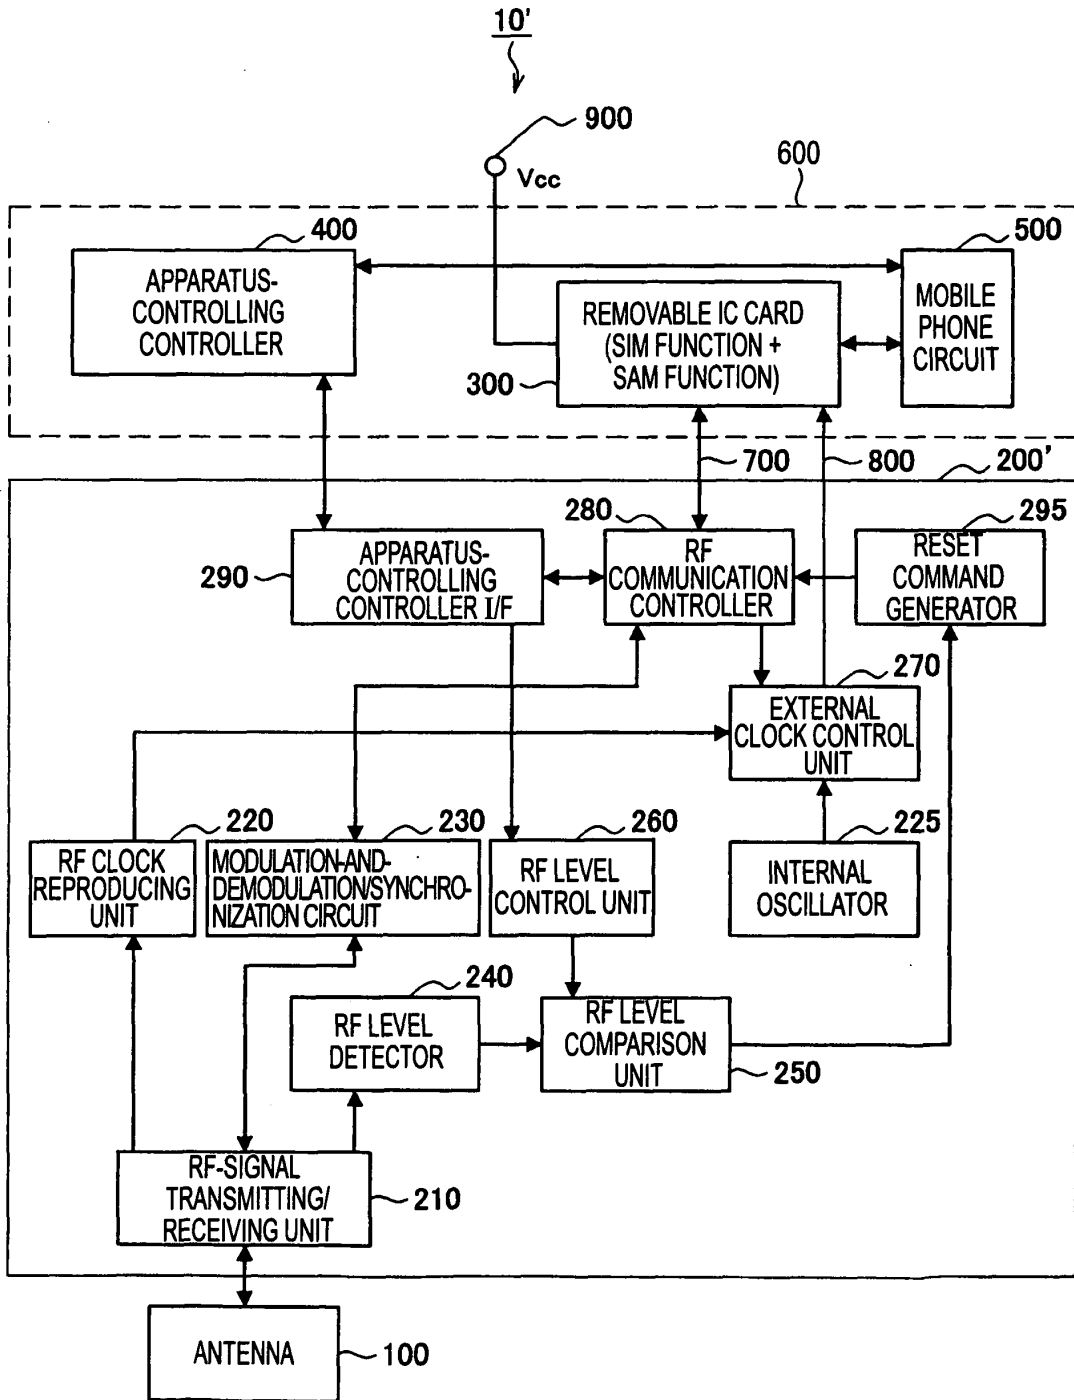 10'
900
Vcc
600
400
500
APPARATUS-
CONTROLLING
CONTROLLER
REMOVABLE IC CARD
(SIM FUNCTION +
SAM FUNCTION)
300
MOBILE
PHONE
CIRCUIT
700
800
200'
280
295
290
APPARATUS-
CONTROLLING
CONTROLLER I/F
RF
COMMUNICATION
CONTROLLER
RESET
COMMAND
GENERATOR
270
EXTERNAL
CLOCK CONTROL
UNIT
220
230
260
225
RF CLOCK
REPRODUCING
UNIT
MODULATION-AND-
DEMODULATION/SYNCHRO-
NIZATION CIRCUIT
RF LEVEL
CONTROL UNIT
INTERNAL
OSCILLATOR
240
RF LEVEL
DETECTOR
RF LEVEL
COMPARISON
UNIT
250
RF-SIGNAL
TRANSMITTING/
RECEIVING UNIT
210
ANTENNA
100